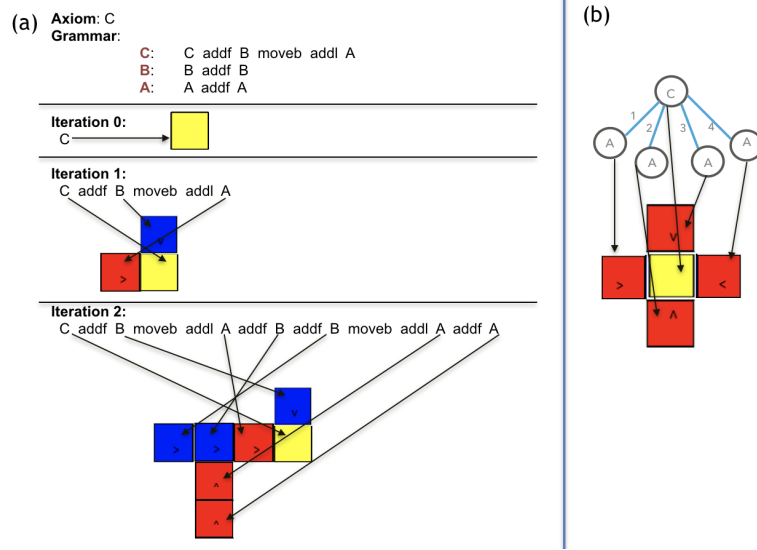 (a)
Axiom: C
Grammar:
C: C addf B moveb addl A
B: B addf B
A: A addf A
Iteration 0:
C
Iteration 1:
C addf B moveb addl A
v
>
Iteration 2:
C addf B moveb addl A addf B addf B moveb addl A addf A
v
> > >
^
^
(b)
C
1 2 3 4
A A A A
v
> <
^